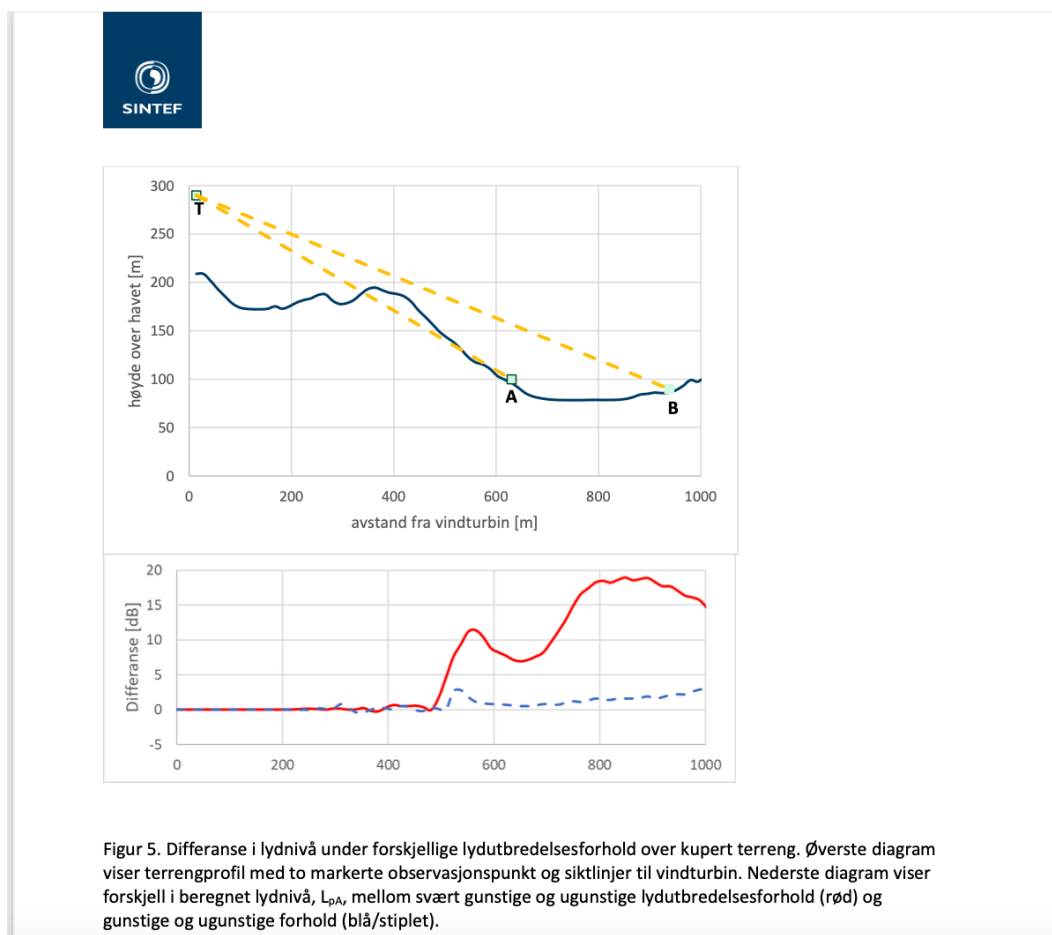 SINTEF
300
250
200
150
100
50
0
høyde over havet [m]
T
A
B
0 200 400 600 800 1000
avstand fra vindturbin [m]
20
15
10
5
0
-5
Differanse [dB]
0 200 400 600 800 1000
Figur 5. Differanse i lydnivå under forskjellige lydutbredelsesforhold over kupert terreng. Øverste diagram
viser terrengprofil med to markerte observasjonspunkt og siktlinjer til vindturbin. Nederste diagram viser
forskjell i beregnet lydnivå, LpA, mellom svært gunstige og ugunstige lydutbredelsesforhold (rød) og
gunstige og ugunstige forhold (blå/stiplet).